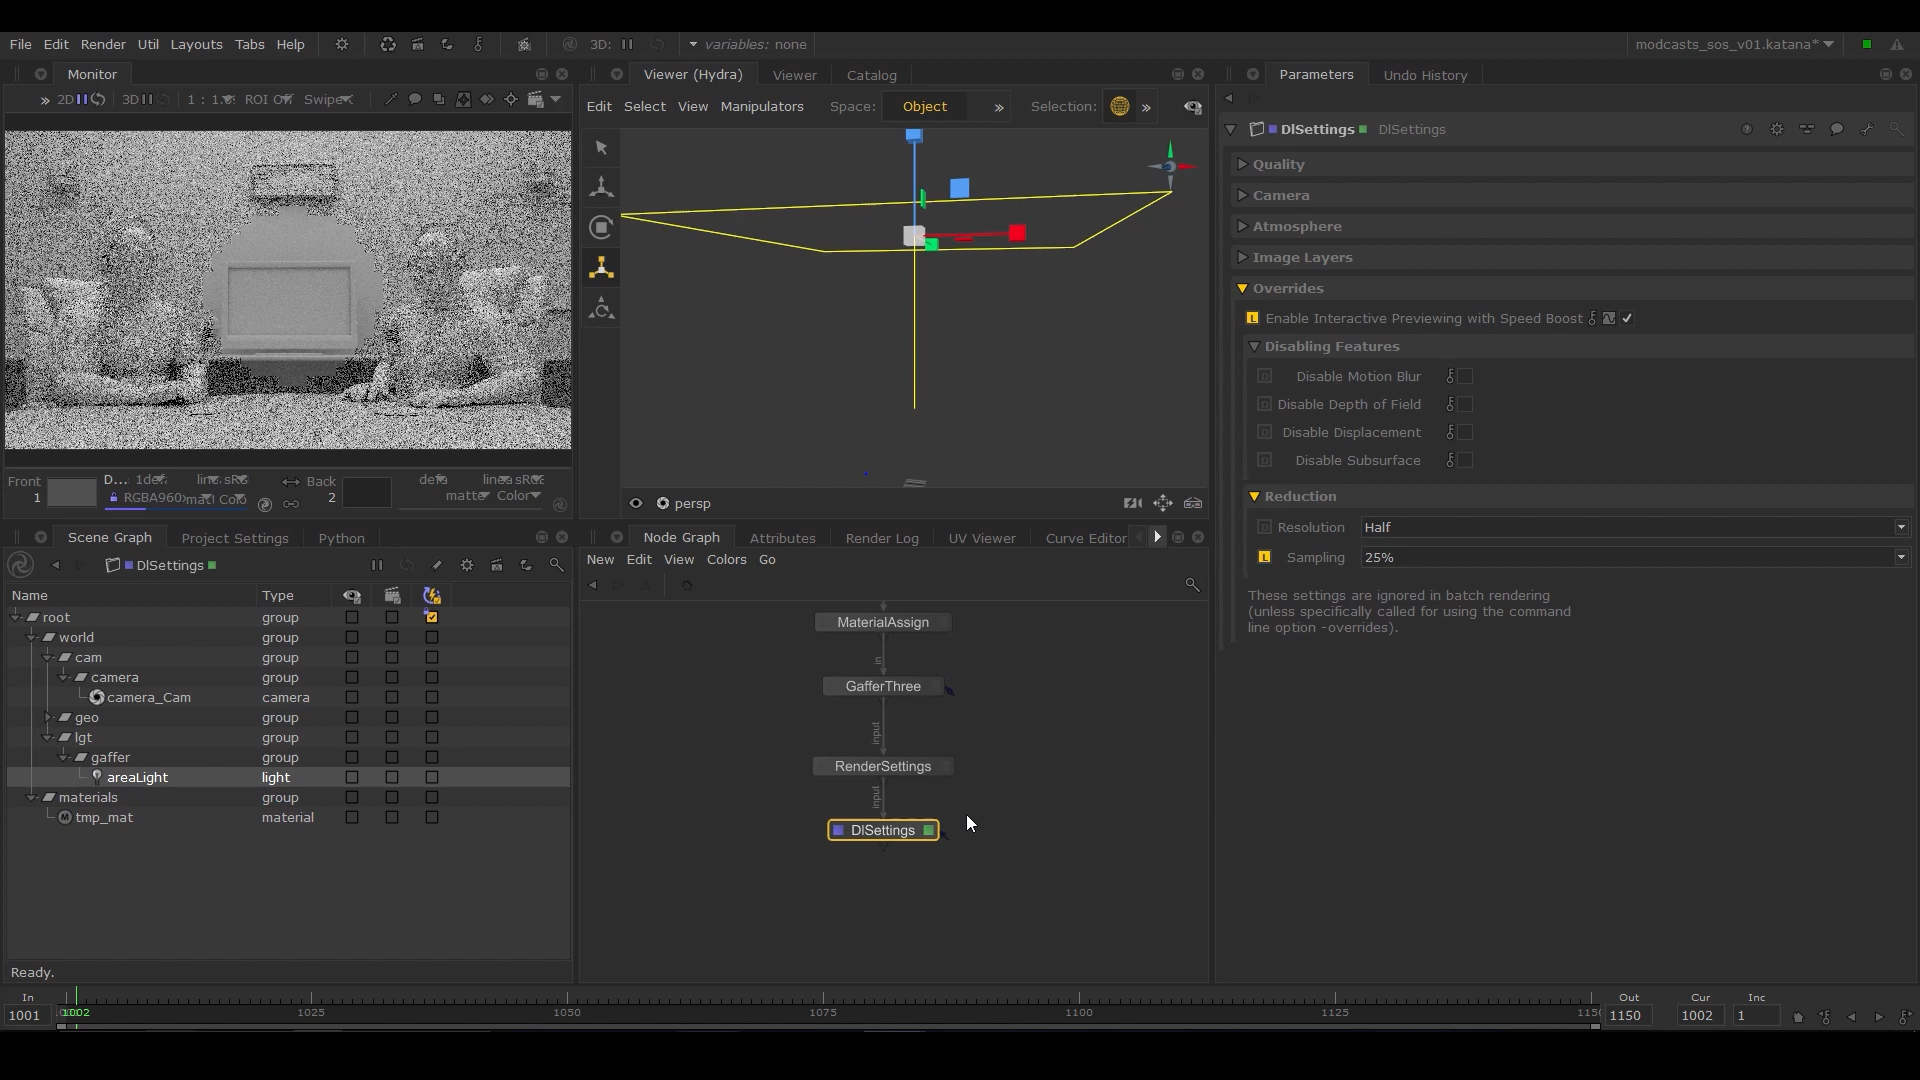 File Edit Render Util Layouts Tabs Help 3D: variables: none modcasts_sos_v01.katana*
Monitor
2D 3D ROI Off Swipe
Front
1
1
RGBA960
Back
2
matte Color
Viewer (Hydra) Viewer Catalog
Edit Select View Manipulators Space: Object » Selection: »
persp
Scene Graph Project Settings Python
DlSettings
Name Type
root group
world group
cam group
camera group
camera_Cam camera
geo group
lgt group
gaffer group
areaLight light
materials group
tmp_mat material
Ready.
Node Graph Attributes Render Log UV Viewer Curve Editor
New Edit View Colors Go
MaterialAssign
in
GafferThree
input
RenderSettings
input
DlSettings
Parameters Undo History
DlSettings DlSettings
Quality
Camera
Atmosphere
Image Layers
Overrides
L Enable Interactive Previewing with Speed Boost
Disabling Features
D Disable Motion Blur
D Disable Depth of Field
D Disable Displacement
D Disable Subsurface
Reduction
D Resolution Half
L Sampling 25%
These settings are ignored in batch rendering
(unless specifically called for using the command
line option -overrides).
In
1001
1002 1025 1050 1075 1100 1125
Out Cur Inc
1150 1002 1